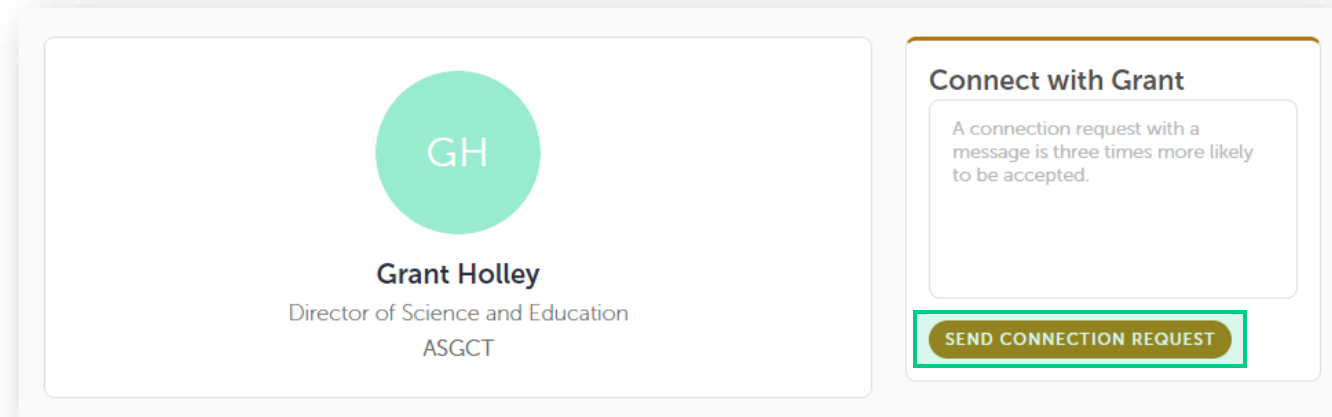 GH
Grant Holley
Director of Science and Education
ASGCT
Connect with Grant
A connection request with a
message is three times more likely
to be accepted.
SEND CONNECTION REQUEST